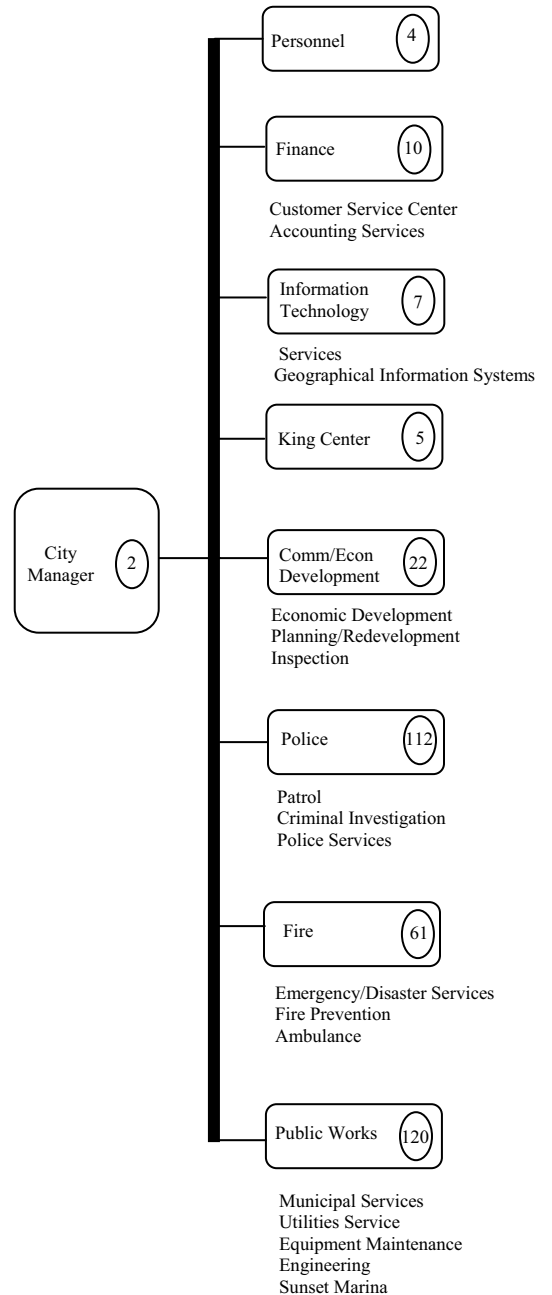 Personnel 4
Finance 10
Customer Service Center
Accounting Services
Information
Technology 7
Services
Geographical Information Systems
King Center 5
City
Manager 2
Comm/Econ
Development 22
Economic Development
Planning/Redevelopment
Inspection
Police 112
Patrol
Criminal Investigation
Police Services
Fire 61
Emergency/Disaster Services
Fire Prevention
Ambulance
Public Works 120
Municipal Services
Utilities Service
Equipment Maintenance
Engineering
Sunset Marina